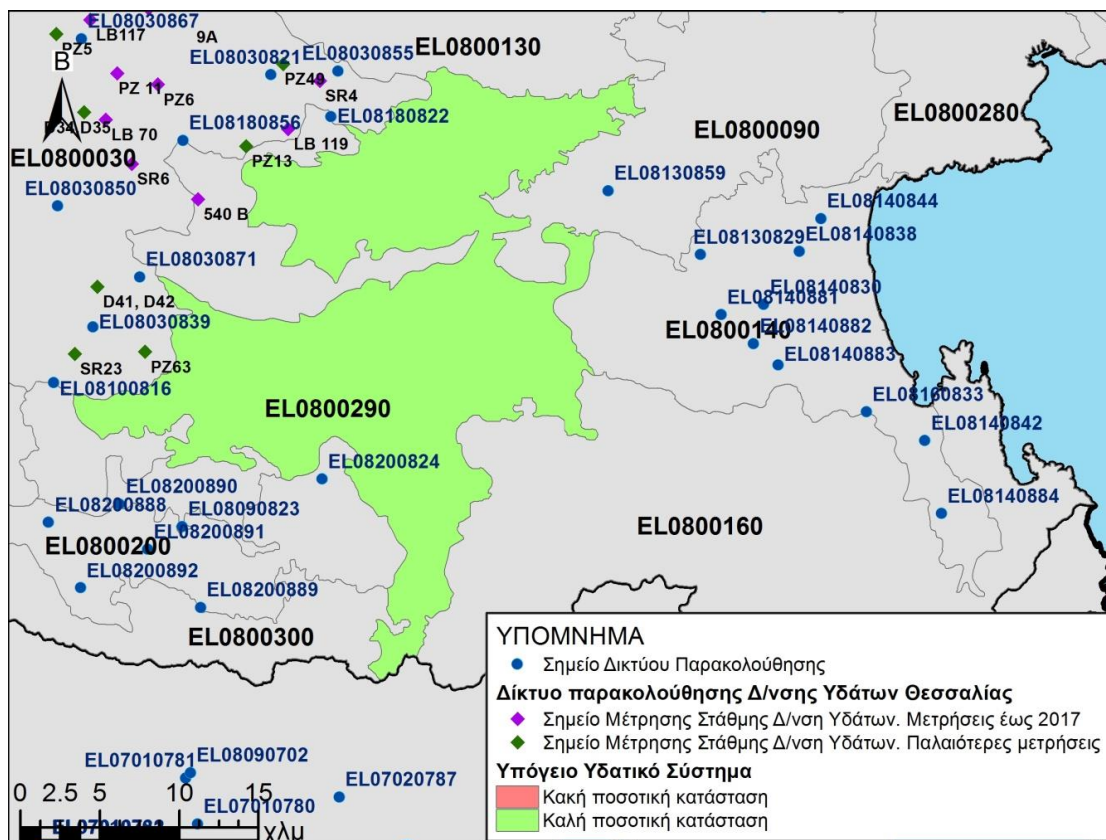 EL08030867
LB117
9A
PZ5
EL08030821
EL08030855
EL0800130
B
PZ49
SR4
PZ 11
PZ6
D34, D35
LB 70
EL08180856
EL08180822
LB 119
EL0800090
EL0800280
EL0800030
PZ13
SR6
EL08130859
EL08030850
540 B
EL08140844
EL08130829
EL08140838
EL08030871
D41, D42
EL08140830
EL08140881
EL08030839
EL08140882
EL0800140
SR23
PZ63
EL08140883
EL08100816
EL08160833
EL0800290
EL08140842
EL08200824
EL08200890
EL08200888
EL08090823
EL08140884
EL08200891
EL0800200
EL0800160
EL08200892
EL08200889
EL0800300
ΥΠΟΜΝΗΜΑ
Σημείο Δικτύου Παρακολούθησης
Δίκτυο παρακολούθησης Δ/νσης Υδάτων Θεσσαλίας
Σημείο Μέτρησης Στάθμης Δ/νση Υδάτων. Μετρήσεις έως 2017
Σημείο Μέτρησης Στάθμης Δ/νση Υδάτων. Παλαιότερες μετρήσεις
Υπόγειο Υδατικό Σύστημα
Κακή ποσοτική κατάσταση
Καλή ποσοτική κατάσταση
EL07010781
EL08090702
EL07020787
0 2.5 5 10 15
EL07010780
χλμ